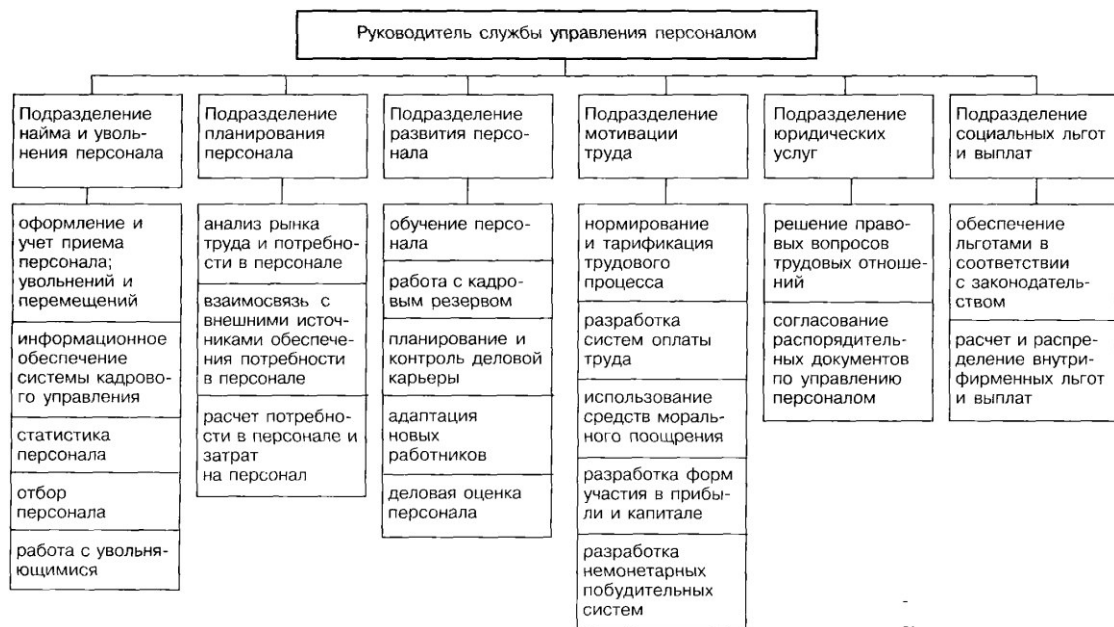 Руководитель службы управления персоналом
Подразделение
найма и уволь-
нения персонала
Подразделение
планирования
персонала
Подразделение
развития персо-
нала
Подразделение
мотивации
труда
Подразделение
юридических
услуг
Подразделение
социальных льгот
и выплат
оформление и
учет приема
персонала;
увольнений и
перемещений
информационное
обеспечение
системы кадрово-
го управления
статистика
персонала
отбор
персонала
работа с увольня-
ющимися
анализ рынка
труда и потребно-
сти в персонале
взаимосвязь с
внешними источ-
никами обеспече-
ния потребности
в персонале
расчет потребно-
сти в персонале и
затрат
на персонал
обучение персо-
нала
работа с кадро-
вым резервом
планирование и
контроль деловой
карьеры
адаптация
новых
работников
деловая оценка
персонала
нормирование
и тарификация
трудового
процесса
разработка
систем оплаты
труда
использование
средств мораль-
ного поощрения
разработка форм
участия в прибы-
ли и капитале
разработка
немонетарных
побудительных
систем
решение право-
вых вопросов
трудовых отноше-
ний
согласование
распорядитель-
ных документов
по управлению
персоналом
обеспечение
льготами в
соответствии
с законодатель-
ством
расчет и распре-
деление внутри-
фирменных льгот
и выплат